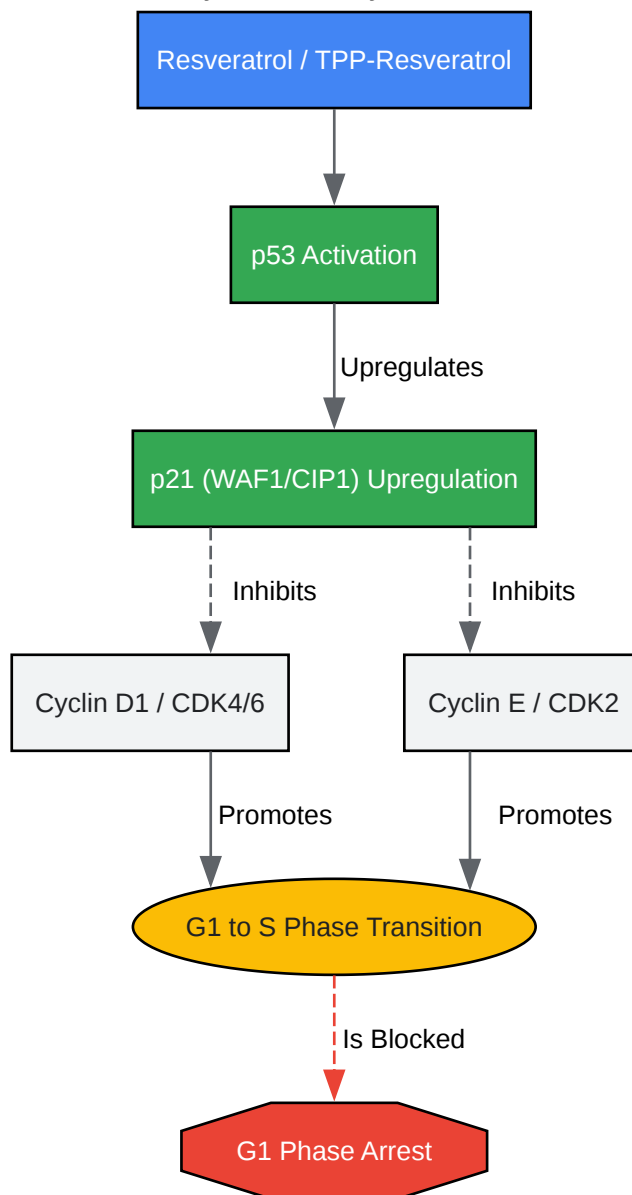 Resveratrol / TPP-Resveratrol
p53 Activation
Upregulates
p21 (WAF1/CIP1) Upregulation
Inhibits
Inhibits
Cyclin D1 / CDK4/6
Cyclin E / CDK2
Promotes
Promotes
G1 to S Phase Transition
Is Blocked
G1 Phase Arrest